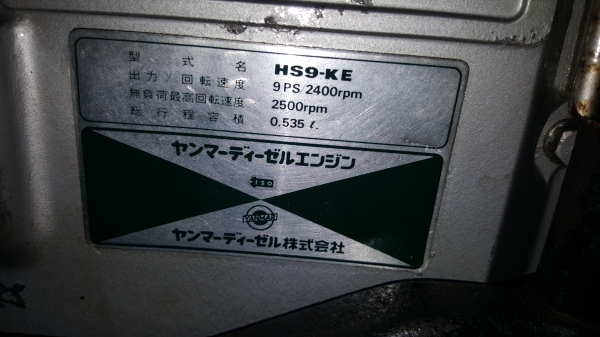 型式名 HS9-KE
出力/回転速度 9PS/2400rpm
無負荷最高回転速度 2500rpm
総行程容積 0.535ℓ.
ヤンマーディーゼルエンジン
ISO
YANMAR
ヤンマーディーゼル株式会社